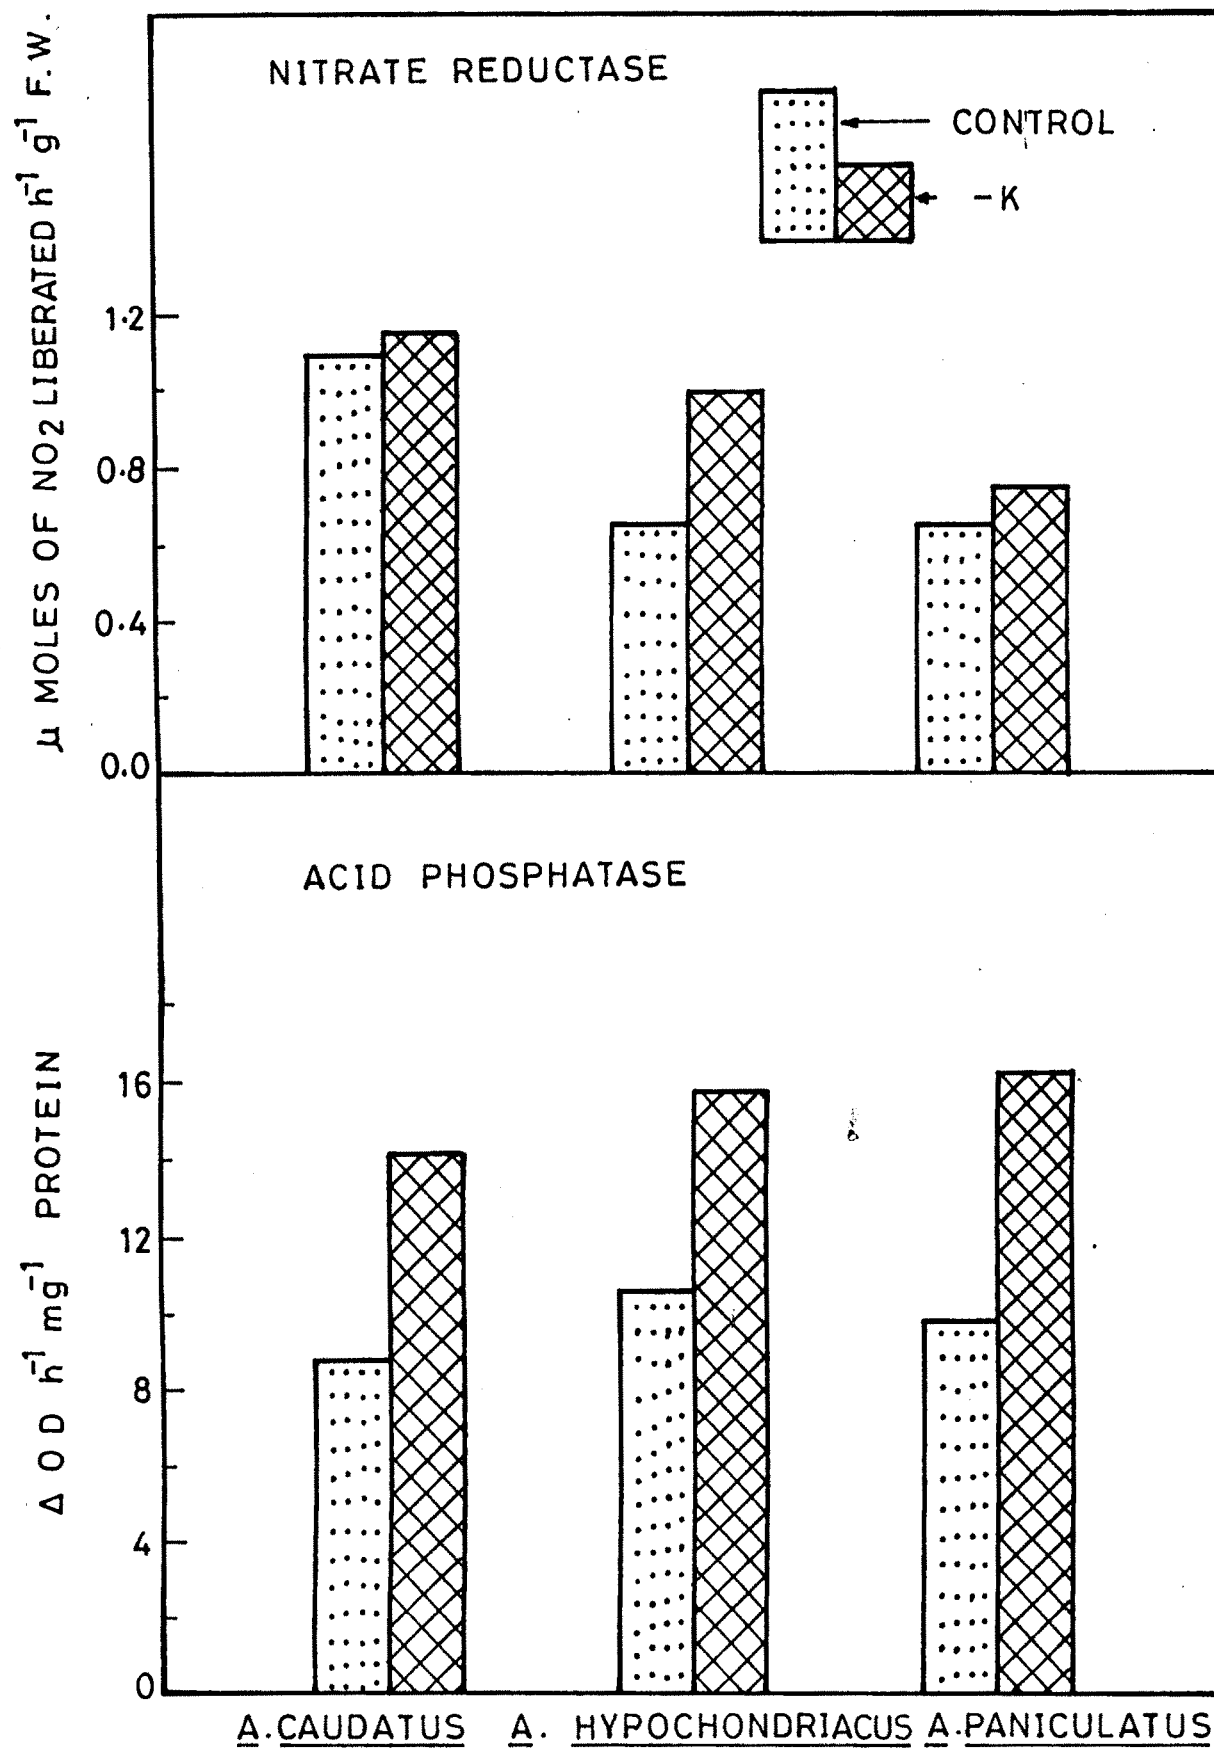 μ MOLES OF NO2 LIBERATED h⁻¹ g⁻¹ F.W.
NITRATE REDUCTASE
CONTROL
-K
1.2
0.8
0.4
0.0
ACID PHOSPHATASE
Δ OD h⁻¹ mg⁻¹ PROTEIN
16
12
8
4
0
A.CAUDATUS A. HYPOCHONDRIACUS A.PANICULATUS